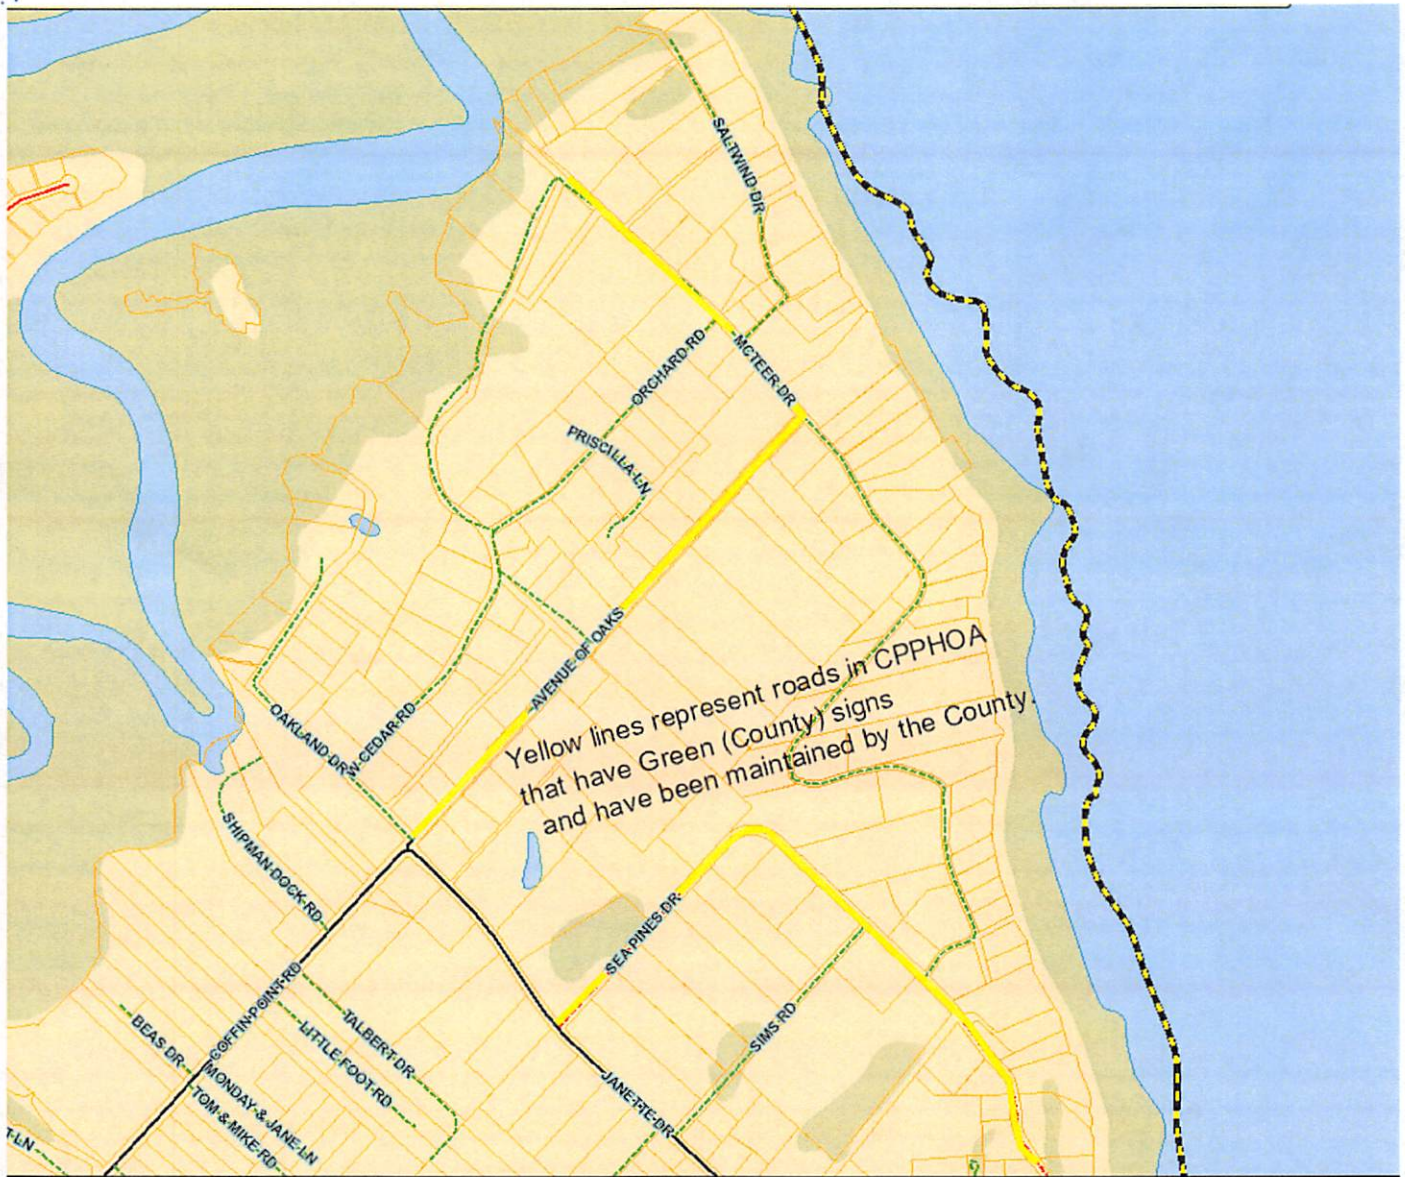 SALTWIND DR
ORCHARD RD
MCTEER DR
PRISCILLA LN
AVENUE OF OAKS
Yellow lines represent roads in CPPHOA
that have Green (County) signs
and have been maintained by the County.
OAKLAND DR
W CEDAR RD
SHIPMAN DOCK RD
SEA PINES DR
COFFIN POINT RD
TALBERT DR
LITTLE FOOT RD
SIMS RD
BEAS DR
MONDAY & JANE LN
TOM & MIKE RD
JANETTE DR
T LN